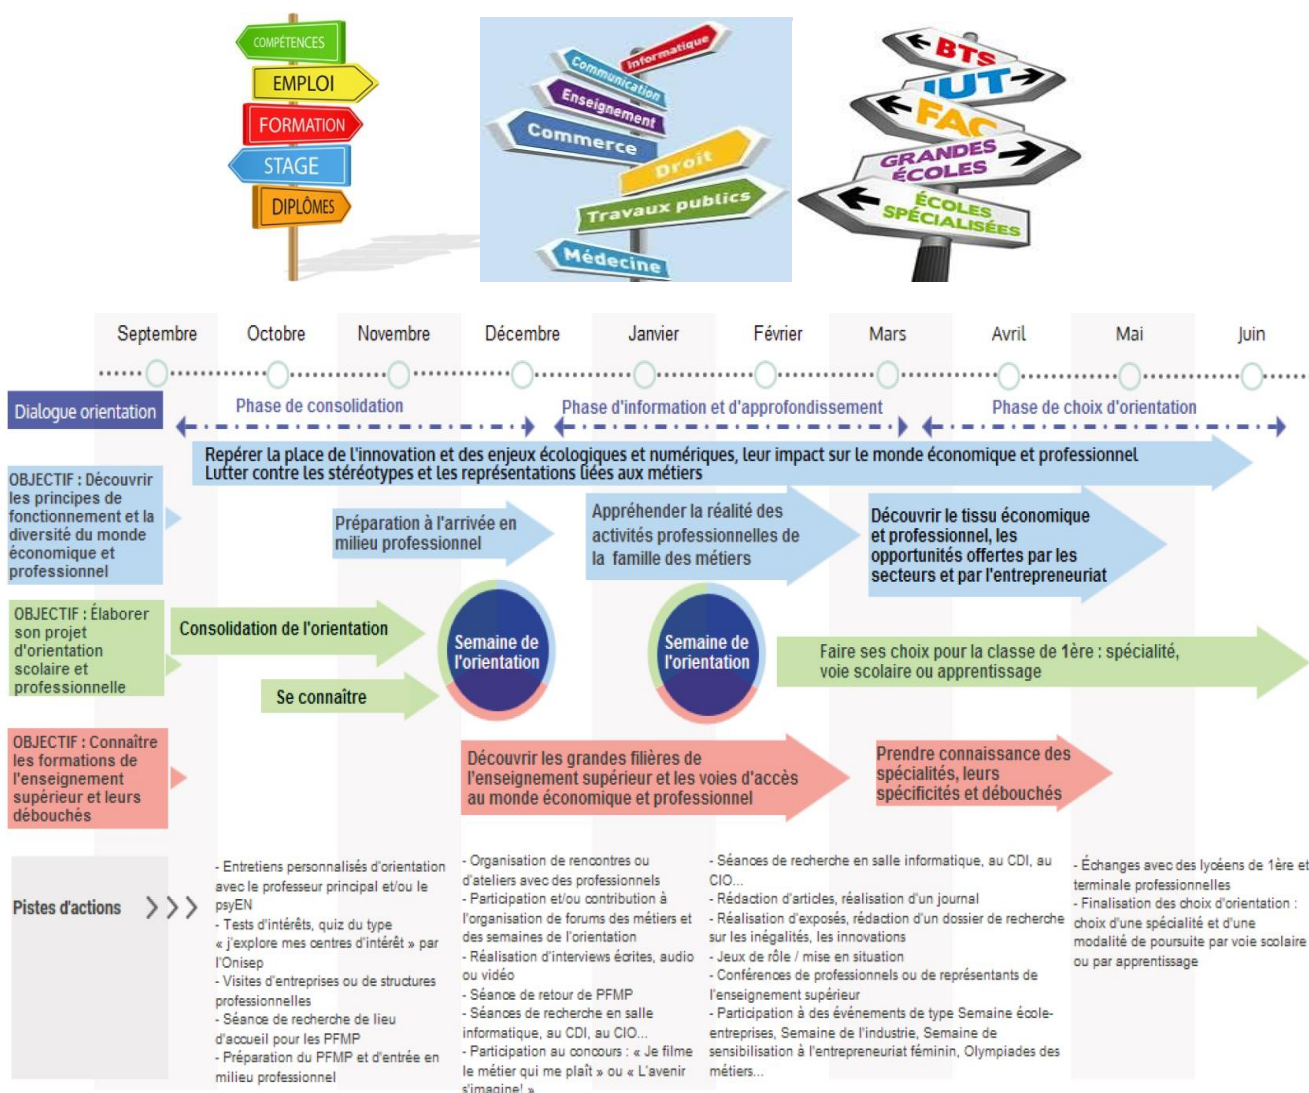 COMPÉTENCES
EMPLOI
FORMATION
STAGE
DIPLÔMES
Informatique
Communication
Enseignement
Commerce
Droit
Travaux publics
Médecine
BTS
IUT
FAC
GRANDES
ÉCOLES
ÉCOLES
SPÉCIALISÉES
Septembre Octobre Novembre Décembre Janvier Février Mars Avril Mai Juin
Dialogue orientation
Phase de consolidation
Phase d'information et d'approfondissement
Phase de choix d'orientation
Repérer la place de l'innovation et des enjeux écologiques et numériques, leur impact sur le monde économique et professionnel
Lutter contre les stéréotypes et les représentations liées aux métiers
OBJECTIF : Découvrir
les principes de
fonctionnement et la
diversité du monde
économique et
professionnel
Préparation à l'arrivée en
milieu professionnel
Appréhender la réalité des
activités professionnelles de
la famille des métiers
Découvrir le tissu économique
et professionnel, les
opportunités offertes par les
secteurs et par l'entrepreneuriat
OBJECTIF : Élaborer
son projet
d'orientation
scolaire et
professionnelle
Consolidation de l'orientation
Se connaître
Semaine de
l'orientation
Semaine de
l'orientation
Faire ses choix pour la classe de 1ère : spécialité,
voie scolaire ou apprentissage
OBJECTIF : Connaître
les formations de
l'enseignement
supérieur et leurs
débouchés
Découvrir les grandes filières de
l'enseignement supérieur et les voies d'accès
au monde économique et professionnel
Prendre connaissance des
spécialités, leurs
spécificités et débouchés
Pistes d'actions
- Entretiens personnalisés d'orientation
avec le professeur principal et/ou le
psyEN
- Tests d'intérêts, quiz du type
« j'explore mes centres d'intérêt » par
l'Onisep
- Visites d'entreprises ou de structures
professionnelles
- Séance de recherche de lieu
d'accueil pour les PFMP
- Préparation du PFMP et d'entrée en
milieu professionnel
- Organisation de rencontres ou
d'ateliers avec des professionnels
- Participation et/ou contribution à
l'organisation de forums des métiers et
des semaines de l'orientation
- Réalisation d'interviews écrites, audio
ou vidéo
- Séance de retour de PFMP
- Séances de recherche en salle
informatique, au CDI, au CIO...
- Participation au concours : « Je filme
le métier qui me plaît » ou « L'avenir
s'imagine! »
- Séances de recherche en salle informatique, au CDI, au
CIO...
- Rédaction d'articles, réalisation d'un journal
- Réalisation d'exposés, rédaction d'un dossier de recherche
sur les inégalités, les innovations
- Jeux de rôle / mise en situation
- Conférences de professionnels ou de représentants de
l'enseignement supérieur
- Participation à des événements de type Semaine école-
entreprises, Semaine de l'industrie, Semaine de
sensibilisation à l'entrepreneuriat féminin, Olympiades des
métiers...
- Échanges avec des lycéens de 1ère et
terminale professionnelles
- Finalisation des choix d'orientation :
choix d'une spécialité et d'une
modalité de poursuite par voie scolaire
ou par apprentissage